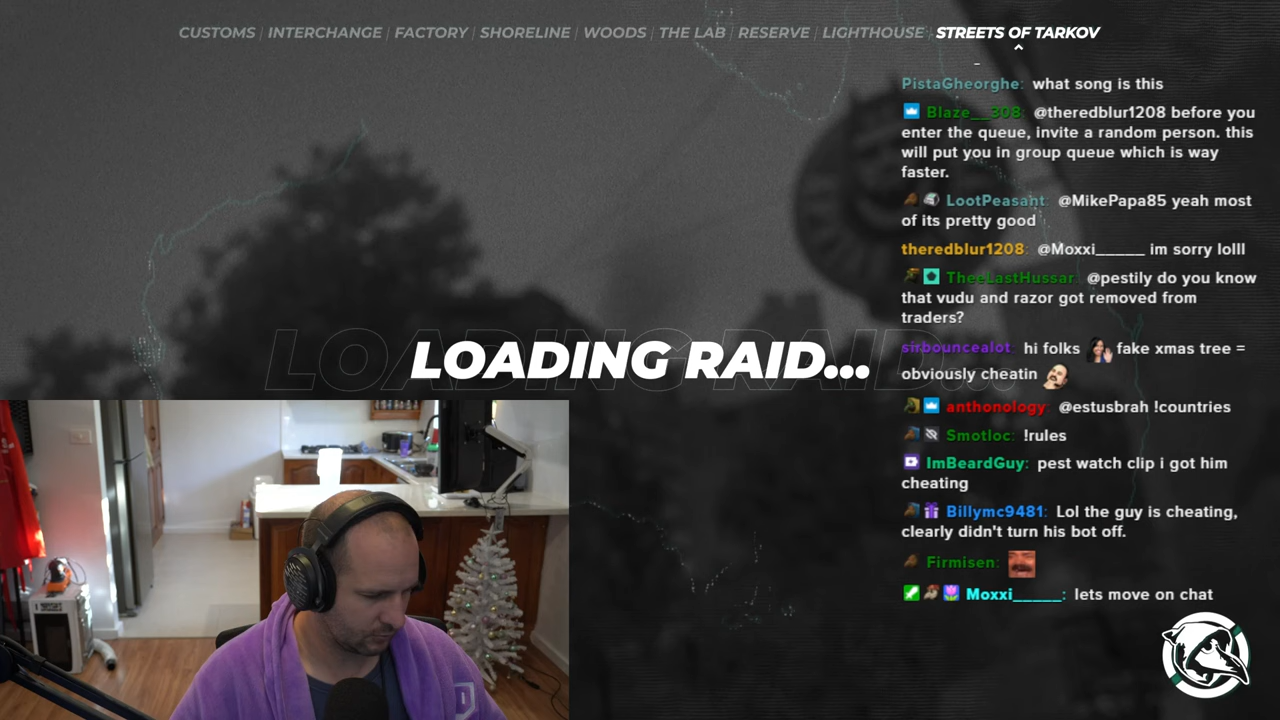 CUSTOMS | INTERCHANGE | FACTORY | SHORELINE | WOODS | THE LAB | RESERVE | LIGHTHOUSE STREETS OF TARKOV
PistaGheorghe: what song is this
Blaze__308: @theredblur1208 before you
enter the queue, invite a random person. this
will put you in group queue which is way
faster.
LootPeasant: @MikePapa85 yeah most
of its pretty good
theredblur1208: @Moxxi_____ im sorry lolll
TheeLastHussar: @pestily do you know
that vudu and razor got removed from
traders?
sirbouncealot: hi folks fake xmas tree =
obviously cheatin
anthonology: @estusbrah !countries
Smotloc: !rules
ImBeardGuy: pest watch clip i got him
cheating
Billymc9481: Lol the guy is cheating,
clearly didn't turn his bot off.
Firmisen:
Moxxi_____: lets move on chat
LOADING RAID...
LOADING RAID...